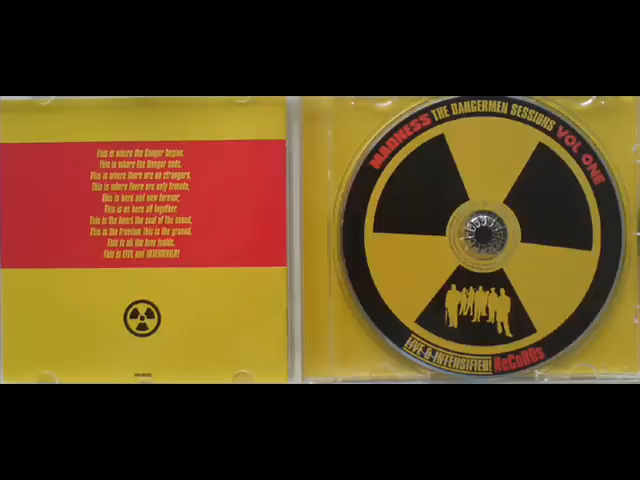 This is where the Danger begins,
This is where the Danger ends,
This is where there are no strangers,
This is where there are only friends,
This is here and now forever,
This is us here all together.
This is the heart the soul of the sound,
This is the freedom this is the ground,
This is all the love inside,
This is LIVE and INTENSIFIED!
MADNESS THE DANGERMEN SESSIONS VOL ONE
LIVE & INTENSIFIED! ReCoRDs